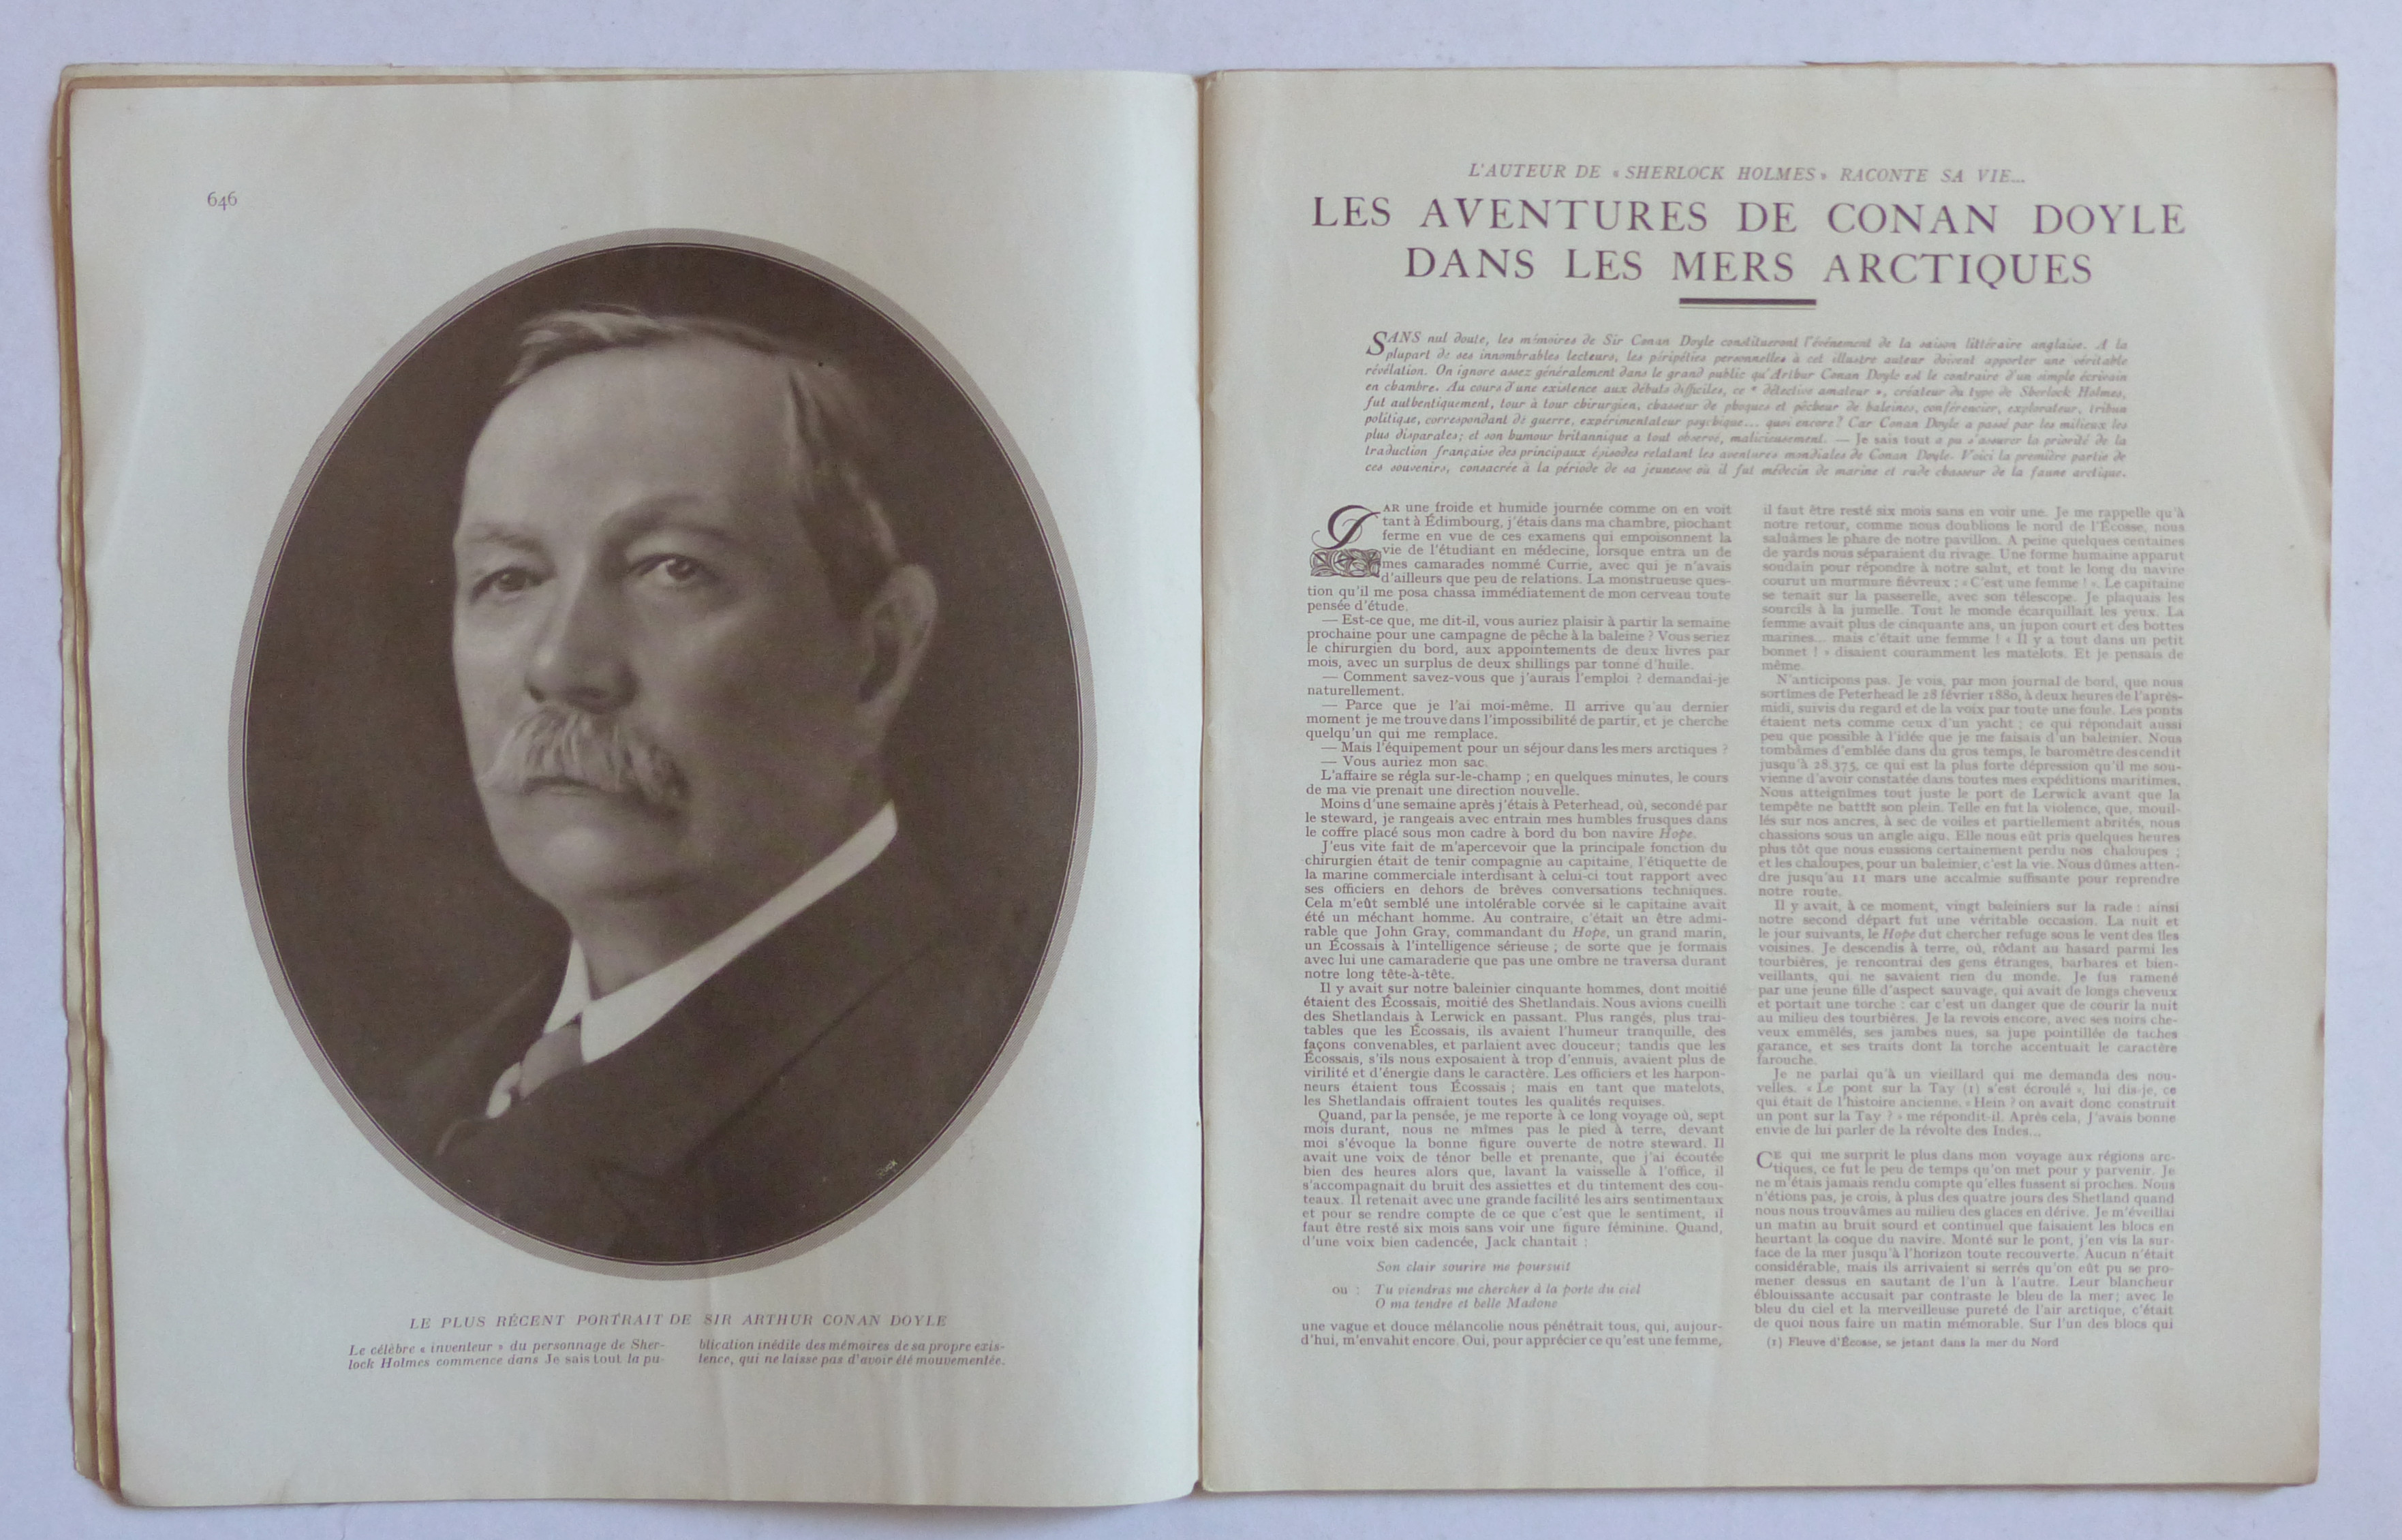 646
LE PLUS RÉCENT PORTRAIT DE SIR ARTHUR CONAN DOYLE
Le célèbre « inventeur » du personnage de Sher-
lock Holmes commence dans Je sais tout la pu-
blication inédite des mémoires de sa propre exis-
tence, qui ne laisse pas d'avoir été mouvementée.
L'AUTEUR DE « SHERLOCK HOLMES » RACONTE SA VIE...
LES AVENTURES DE CONAN DOYLE
DANS LES MERS ARCTIQUES
SANS nul doute, les mémoires de Sir Conan Doyle constitueront l'événement de la saison littéraire anglaise. A la
plupart de ses innombrables lecteurs, les péripéties personnelles à cet illustre auteur doivent apporter une véritable
révélation. On ignore assez généralement dans le grand public qu'Arthur Conan Doyle est le contraire d'un simple écrivain
en chambre. Au cours d'une existence aux débuts difficiles, ce « détective amateur », créateur du type de Sherlock Holmes,
fut authentiquement, tour à tour chirurgien, chasseur de phoques et pêcheur de baleines, conférencier, explorateur, tribun
politique, correspondant de guerre, expérimentateur psychique... quoi encore? Car Conan Doyle a passé par les milieux les
plus disparates; et son humour britannique a tout observé, malicieusement. — Je sais tout a pu s'assurer la priorité de la
traduction française des principaux épisodes relatant les aventures mondiales de Conan Doyle. Voici la première partie de
ces souvenirs, consacrée à la période de sa jeunesse où il fut médecin de marine et rude chasseur de la faune arctique.
PAR une froide et humide journée comme on en voit
tant à Édimbourg, j'étais dans ma chambre, piochant
ferme en vue de ces examens qui empoisonnent la
vie de l'étudiant en médecine, lorsque entra un de
mes camarades nommé Currie, avec qui je n'avais
d'ailleurs que peu de relations. La monstrueuse ques-
tion qu'il me posa chassa immédiatement de mon cerveau toute
pensée d'étude.
— Est-ce que, me dit-il, vous auriez plaisir à partir la semaine
prochaine pour une campagne de pêche à la baleine ? Vous seriez
le chirurgien du bord, aux appointements de deux livres par
mois, avec un surplus de deux shillings par tonne d'huile.
— Comment savez-vous que j'aurais l'emploi ? demandai-je
naturellement.
— Parce que je l'ai moi-même. Il arrive qu'au dernier
moment je me trouve dans l'impossibilité de partir, et je cherche
quelqu'un qui me remplace.
— Mais l'équipement pour un séjour dans les mers arctiques ?
— Vous auriez mon sac.
L'affaire se régla sur-le-champ ; en quelques minutes, le cours
de ma vie prenait une direction nouvelle.
Moins d'une semaine après j'étais à Peterhead, où, secondé par
le steward, je rangeais avec entrain mes humbles frusques dans
le coffre placé sous mon cadre à bord du bon navire Hope.
J'eus vite fait de m'apercevoir que la principale fonction du
chirurgien était de tenir compagnie au capitaine, l'étiquette de
la marine commerciale interdisant à celui-ci tout rapport avec
ses officiers en dehors de brèves conversations techniques.
Cela m'eût semblé une intolérable corvée si le capitaine avait
été un méchant homme. Au contraire, c'était un être admi-
rable que John Gray, commandant du Hope, un grand marin,
un Écossais à l'intelligence sérieuse ; de sorte que je formais
avec lui une camaraderie que pas une ombre ne traversa durant
notre long tête-à-tête.
Il y avait sur notre baleinier cinquante hommes, dont moitié
étaient des Écossais, moitié des Shetlandais. Nous avions cueilli
des Shetlandais à Lerwick en passant. Plus rangés, plus trai-
tables que les Écossais, ils avaient l'humeur tranquille, des
façons convenables, et parlaient avec douceur; tandis que les
Écossais, s'ils nous exposaient à trop d'ennuis, avaient plus de
virilité et d'énergie dans le caractère. Les officiers et les harpon-
neurs étaient tous Écossais ; mais en tant que matelots,
les Shetlandais offraient toutes les qualités requises.
Quand, par la pensée, je me reporte à ce long voyage où, sept
mois durant, nous ne mîmes pas le pied à terre, devant
moi s'évoque la bonne figure ouverte de notre steward. Il
avait une voix de ténor belle et prenante, que j'ai écoutée
bien des heures alors que, lavant la vaisselle à l'office, il
s'accompagnait du bruit des assiettes et du tintement des cou-
teaux. Il retenait avec une grande facilité les airs sentimentaux
et pour se rendre compte de ce que c'est que le sentiment, il
faut être resté six mois sans voir une figure féminine. Quand,
d'une voix bien cadencée, Jack chantait :
Son clair sourire me poursuit
ou : Tu viendras me chercher à la porte du ciel
O ma tendre et belle Madone
une vague et douce mélancolie nous pénétrait tous, qui, aujour-
d'hui, m'envahit encore. Oui, pour apprécier ce qu'est une femme,
il faut être resté six mois sans en voir une. Je me rappelle qu'à
notre retour, comme nous doublions le nord de l'Écosse, nous
saluâmes le phare de notre pavillon. A peine quelques centaines
de yards nous séparaient du rivage. Une forme humaine apparut
soudain pour répondre à notre salut, et tout le long du navire
courut un murmure fiévreux : « C'est une femme ! ». Le capitaine
se tenait sur la passerelle, avec son télescope. Je plaquais les
sourcils à la jumelle. Tout le monde écarquillait les yeux. La
femme avait plus de cinquante ans, un jupon court et des bottes
marines... mais c'était une femme ! « Il y a tout dans un petit
bonnet ! » disaient couramment les matelots. Et je pensais de
même.
N'anticipons pas. Je vois, par mon journal de bord, que nous
sortîmes de Peterhead le 28 février 1880, à deux heures de l'après-
midi, suivis du regard et de la voix par toute une foule. Les ponts
étaient nets comme ceux d'un yacht ; ce qui répondait aussi
peu que possible à l'idée que je me faisais d'un baleinier. Nous
tombâmes d'emblée dans du gros temps, le baromètre descendit
jusqu'à 28.375, ce qui est la plus forte dépression qu'il me sou-
vienne d'avoir constatée dans toutes mes expéditions maritimes.
Nous atteignîmes tout juste le port de Lerwick avant que la
tempête ne battît son plein. Telle en fut la violence, que, mouil-
lés sur nos ancres, à sec de voiles et partiellement abrités, nous
chassions sous un angle aigu. Elle nous eût pris quelques heures
plus tôt que nous eussions certainement perdu nos chaloupes ;
et les chaloupes, pour un baleinier, c'est la vie. Nous dûmes atten-
dre jusqu'au 11 mars une accalmie suffisante pour reprendre
notre route.
Il y avait, à ce moment, vingt baleiniers sur la rade : ainsi
notre second départ fut une véritable occasion. La nuit et
le jour suivants, le Hope dut chercher refuge sous le vent des îles
voisines. Je descendis à terre, où, rôdant au hasard parmi les
tourbières, je rencontrai des gens étranges, barbares et bien-
veillants, qui ne savaient rien du monde. Je fus ramené
par une jeune fille d'aspect sauvage, qui avait de longs cheveux
et portait une torche : car c'est un danger que de courir la nuit
au milieu des tourbières. Je la revois encore, avec ses noirs che-
veux emmêlés, ses jambes nues, sa jupe pointillée de taches
garance, et ses traits dont la torche accentuait le caractère
farouche.
Je ne parlai qu'à un vieillard qui me demanda des nou-
velles. « Le pont sur la Tay (1) s'est écroulé », lui dis-je, ce
qui était de l'histoire ancienne. « Hein ? on avait donc construit
un pont sur la Tay ? » me répondit-il. Après cela, j'avais bonne
envie de lui parler de la révolte des Indes...
CE qui me surprit le plus dans mon voyage aux régions arc-
tiques, ce fut le peu de temps qu'on met pour y parvenir. Je
ne m'étais jamais rendu compte qu'elles fussent si proches. Nous
n'étions pas, je crois, à plus des quatre jours des Shetland quand
nous nous trouvâmes au milieu des glaces en dérive. Je m'éveillai
un matin au bruit sourd et continuel que faisaient les blocs en
heurtant la coque du navire. Monté sur le pont, j'en vis la sur-
face de la mer jusqu'à l'horizon toute recouverte. Aucun n'était
considérable, mais ils arrivaient si serrés qu'on eût pu se pro-
mener dessus en sautant de l'un à l'autre. Leur blancheur
éblouissante accusait par contraste le bleu de la mer; avec le
bleu du ciel et la merveilleuse pureté de l'air arctique, c'était
de quoi nous faire un matin mémorable. Sur l'un des blocs qui
(1) Fleuve d'Écosse, se jetant dans la mer du Nord